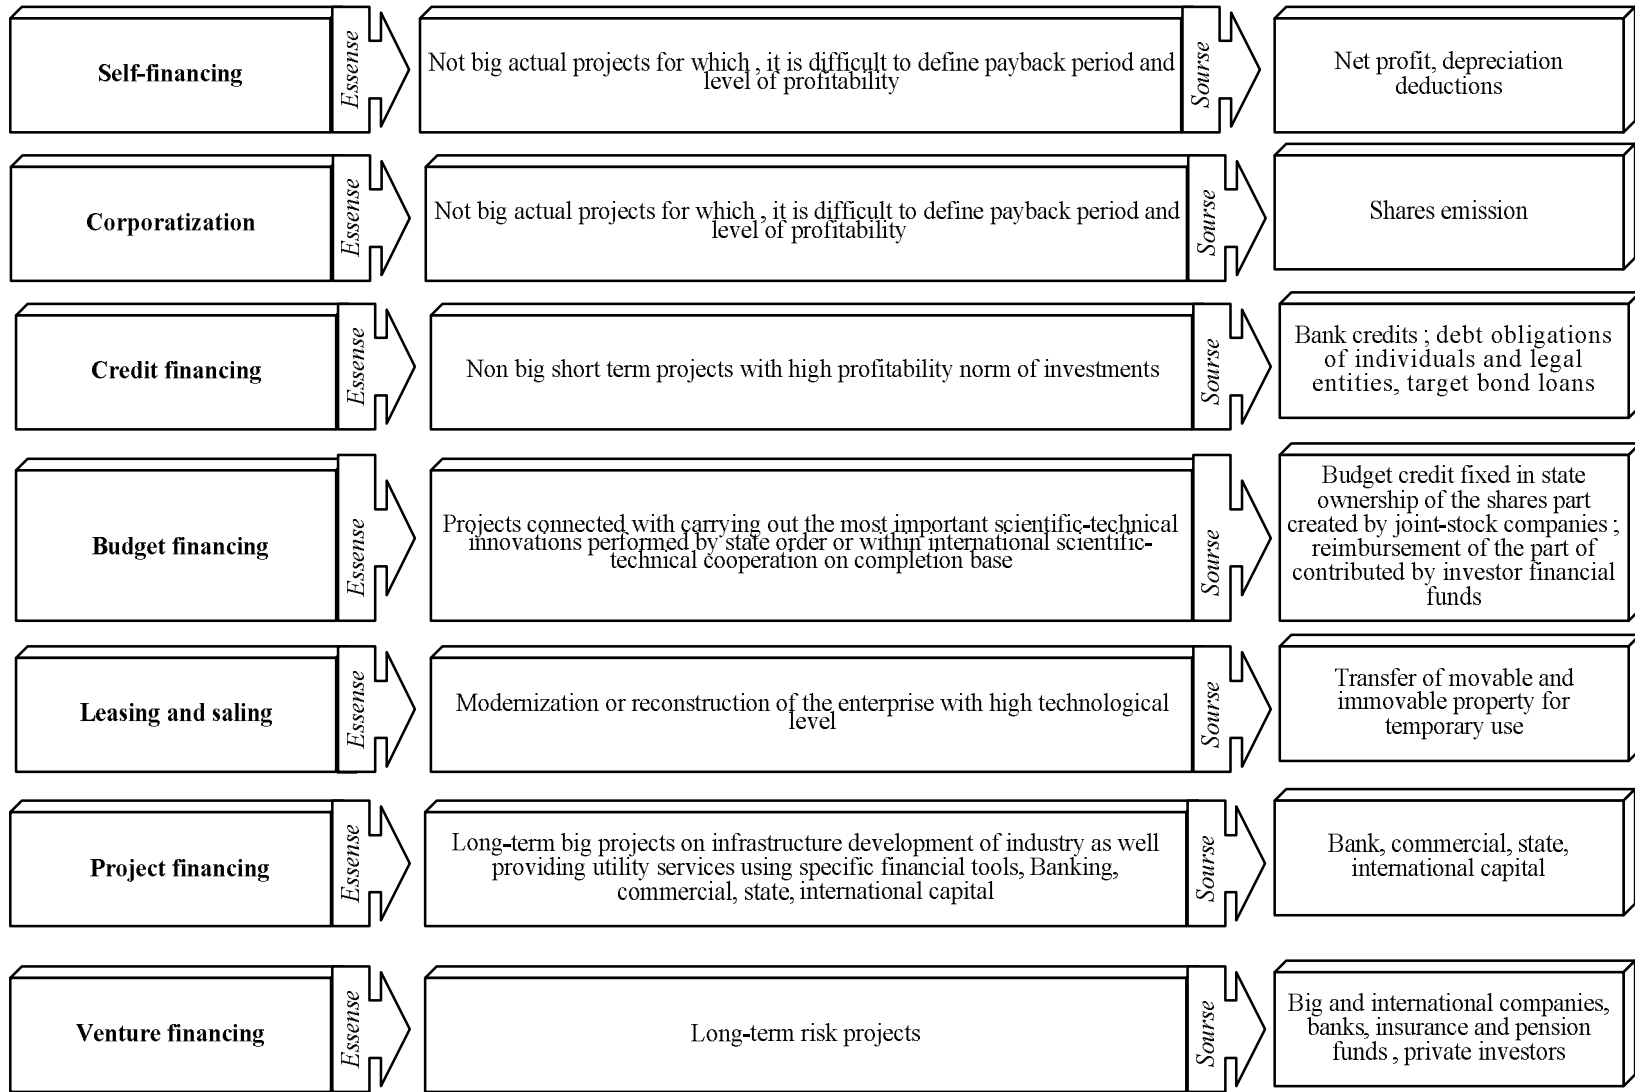 Self-financing
Essense
Not big actual projects for which , it is difficult to define payback period and
level of profitability
Sourse
Net profit, depreciation
deductions
Corporatization
Essense
Not big actual projects for which , it is difficult to define payback period and
level of profitability
Sourse
Shares emission
Credit financing
Essense
Non big short term projects with high profitability norm of investments
Sourse
Bank credits ; debt obligations
of individuals and legal
entities, target bond loans
Budget financing
Essense
Projects connected with carrying out the most important scientific-technical
innovations performed by state order or within international scientific-
technical cooperation on completion base
Sourse
Budget credit fixed in state
ownership of the shares part
created by joint-stock companies ;
reimbursement of the part of
contributed by investor financial
funds
Leasing and saling
Essense
Modernization or reconstruction of the enterprise with high technological
level
Sourse
Transfer of movable and
immovable property for
temporary use
Project financing
Essense
Long-term big projects on infrastructure development of industry as well
providing utility services using specific financial tools, Banking,
commercial, state, international capital
Sourse
Bank, commercial, state,
international capital
Venture financing
Essense
Long-term risk projects
Sourse
Big and international companies,
banks, insurance and pension
funds , private investors